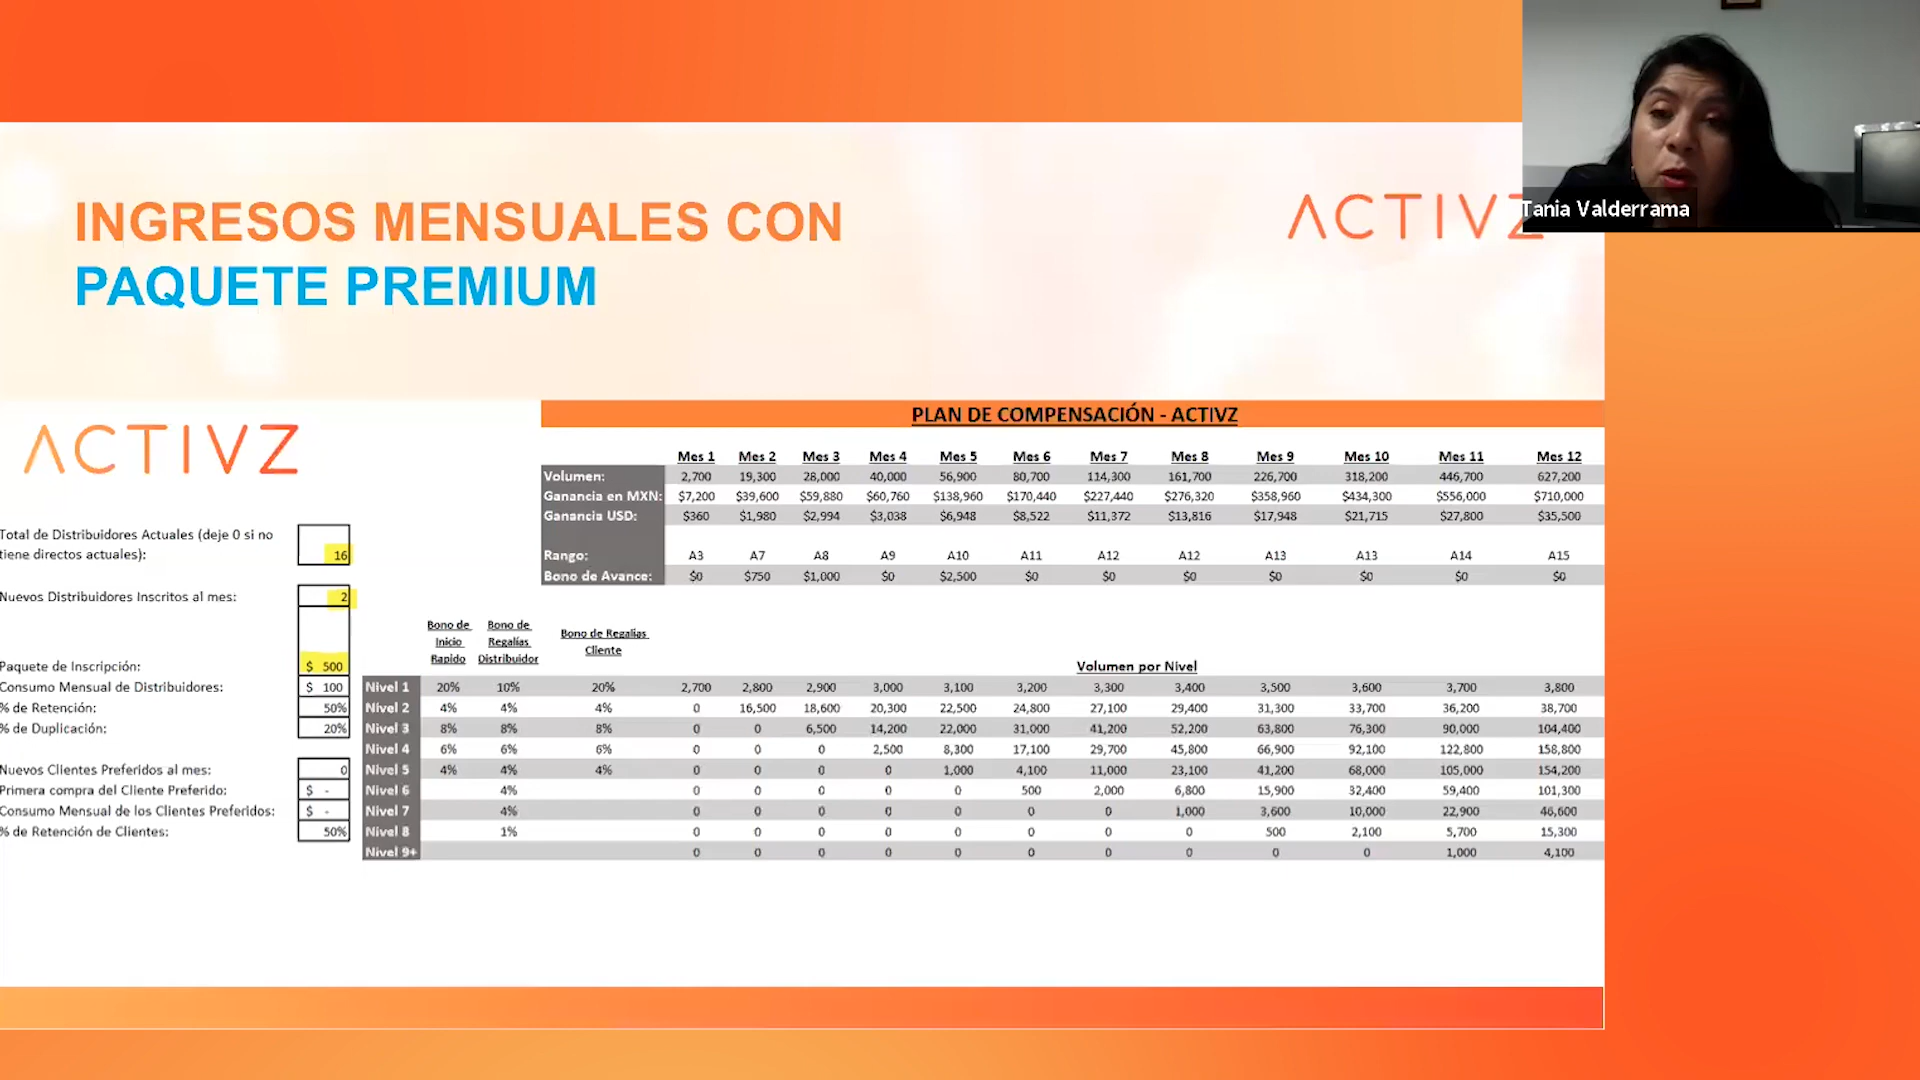 Tania Valderrama
INGRESOS MENSUALES CON
PAQUETE PREMIUM
ACTIVZ
PLAN DE COMPENSACIÓN - ACTIVZ
ACTIVZ
Mes 1 Mes 2 Mes 3 Mes 4 Mes 5 Mes 6 Mes 7 Mes 8 Mes 9 Mes 10 Mes 11 Mes 12
Volumen: 2,700 19,300 28,000 40,000 56,900 80,700 114,300 161,700 226,700 318,200 446,700 627,200
Ganancia en MXN: $7,200 $39,600 $59,880 $60,760 $138,960 $170,440 $227,440 $276,320 $358,960 $434,300 $556,000 $710,000
Ganancia USD: $360 $1,980 $2,994 $3,038 $6,948 $8,522 $11,372 $13,816 $17,948 $21,715 $27,800 $35,500
Rango: A3 A7 A8 A9 A10 A11 A12 A12 A13 A13 A14 A15
Bono de Avance: $0 $750 $1,000 $0 $2,500 $0 $0 $0 $0 $0 $0 $0
Total de Distribuidores Actuales (deje 0 si no
tiene directos actuales): 16
Nuevos Distribuidores Inscritos al mes: 2
Paquete de Inscripción: $ 500
Consumo Mensual de Distribuidores: $ 100
% de Retención: 50%
% de Duplicación: 20%
Nuevos Clientes Preferidos al mes: 0
Primera compra del Cliente Preferido: $ -
Consumo Mensual de los Clientes Preferidos: $ -
% de Retención de Clientes: 50%
Bono de
Inicio
Rapido
Bono de
Regalías
Distribuidor
Bono de Regalías
Cliente
Volumen por Nivel
Nivel 1 20% 10% 20% 2,700 2,800 2,900 3,000 3,100 3,200 3,300 3,400 3,500 3,600 3,700 3,800
Nivel 2 4% 4% 4% 0 16,500 18,600 20,300 22,500 24,800 27,100 29,400 31,300 33,700 36,200 38,700
Nivel 3 8% 8% 8% 0 0 6,500 14,200 22,000 31,000 41,200 52,200 63,800 76,300 90,000 104,400
Nivel 4 6% 6% 6% 0 0 0 2,500 8,300 17,100 29,700 45,800 66,900 92,100 122,800 158,800
Nivel 5 4% 4% 4% 0 0 0 0 1,000 4,100 11,000 23,100 41,200 68,000 105,000 154,200
Nivel 6 4% 0 0 0 0 0 500 2,000 6,800 15,900 32,400 59,400 101,300
Nivel 7 4% 0 0 0 0 0 0 0 1,000 3,600 10,000 22,900 46,600
Nivel 8 1% 0 0 0 0 0 0 0 0 500 2,100 5,700 15,300
Nivel 9+ 0 0 0 0 0 0 0 0 0 0 1,000 4,100